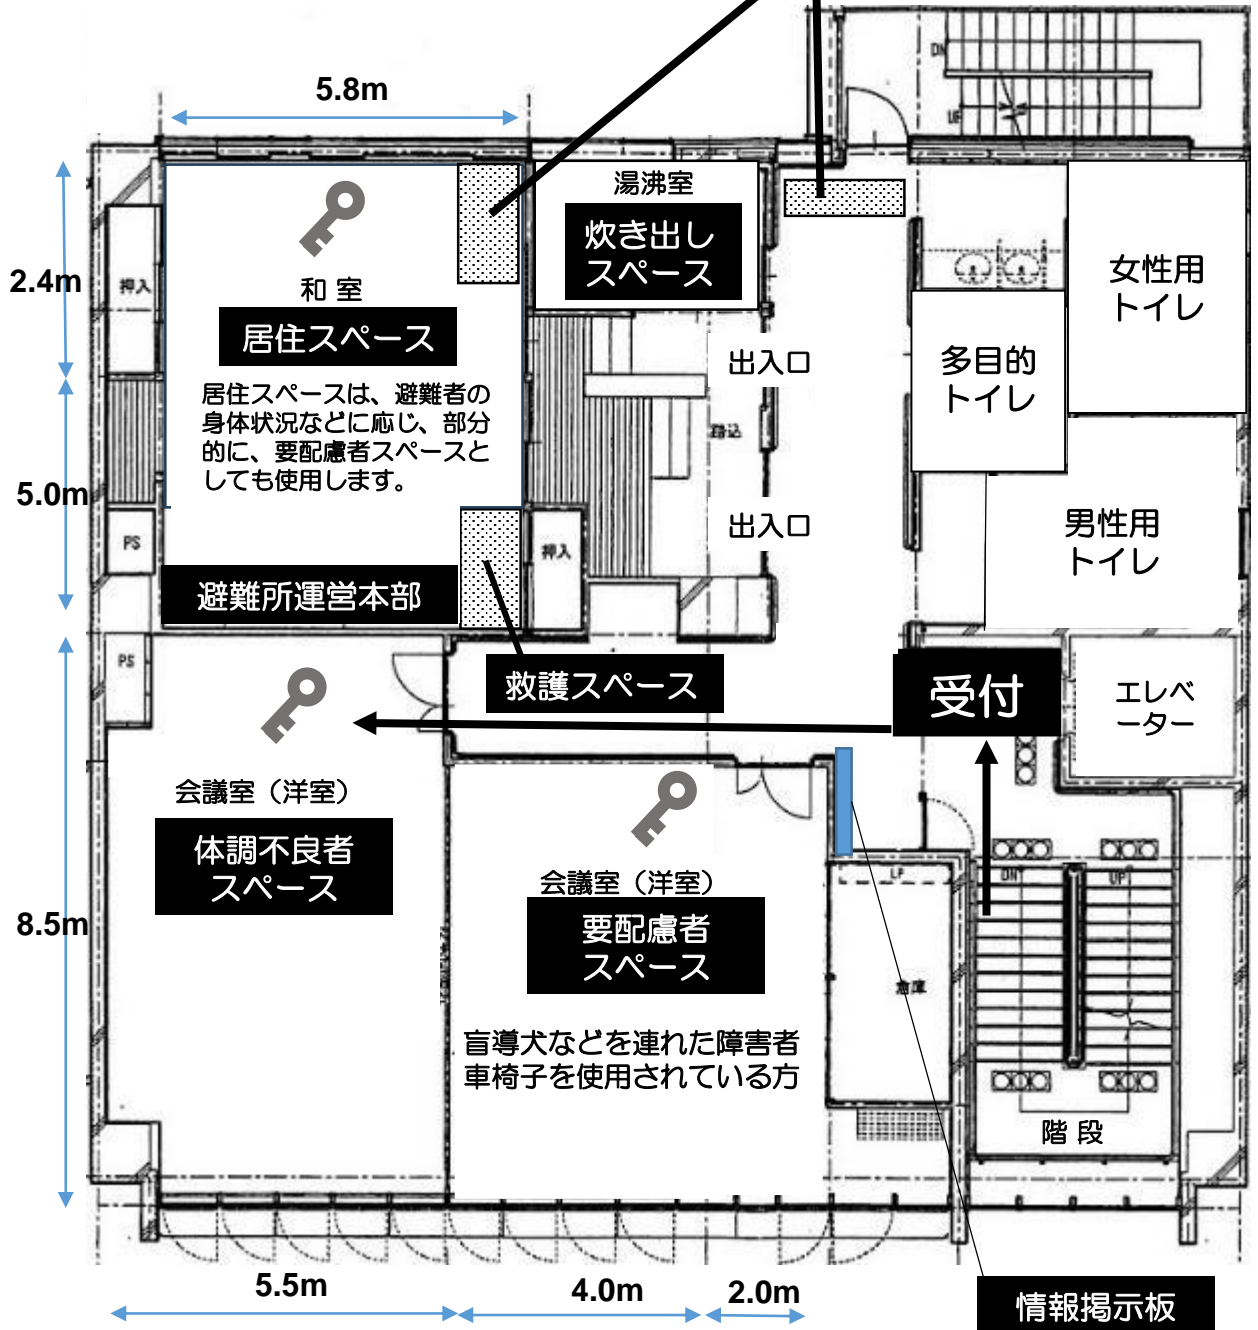 DN
UP
5.8m
湯沸室
炊き出し
スペース
女性用
トイレ
2.4m
押入
和 室
居住スペース
出入口
多目的
トイレ
居住スペースは、避難者の
身体状況などに応じ、部分
的に、要配慮者スペースと
しても使用します。
踏込
5.0m
PS
押入
出入口
男性用
トイレ
避難所運営本部
PS
救護スペース
受付
エレベ
ーター
会議室（洋室）
体調不良者
スペース
会議室（洋室）
要配慮者
スペース
8.5m
DN
UP
倉庫
盲導犬などを連れた障害者
車椅子を使用されている方
階 段
5.5m
4.0m
2.0m
情報掲示板